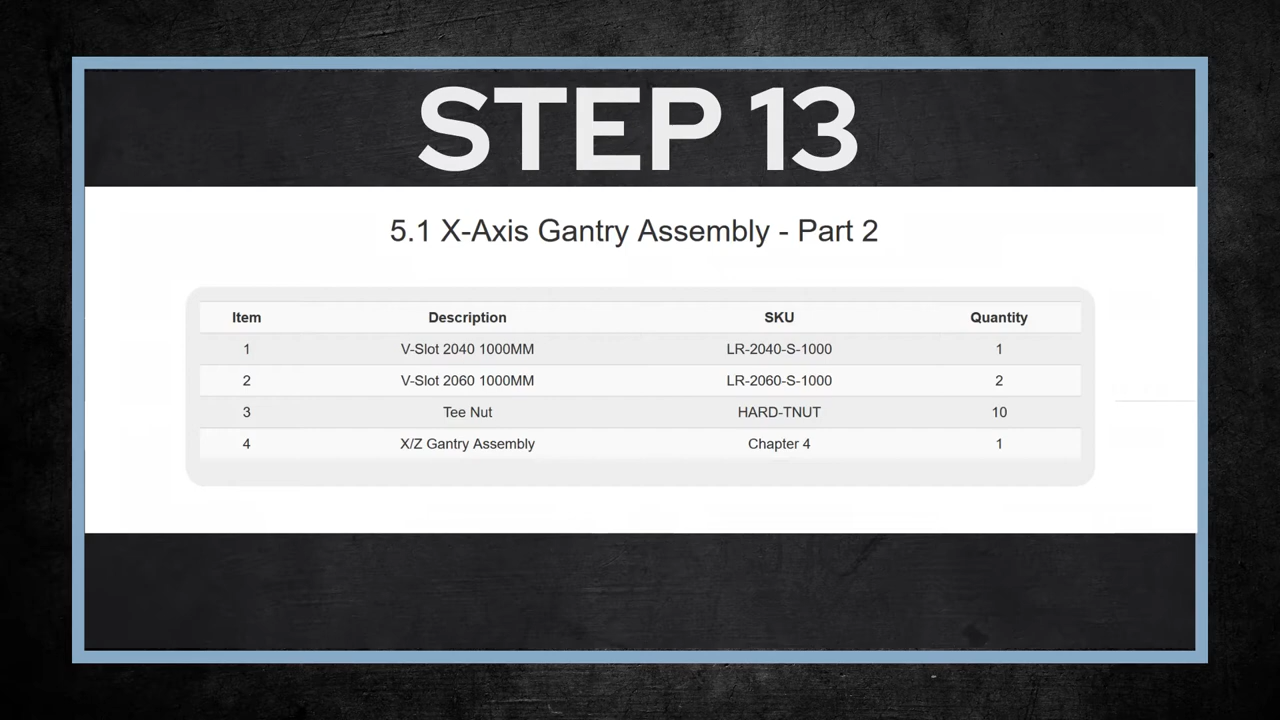 STEP 13
5.1 X-Axis Gantry Assembly - Part 2
Item Description SKU Quantity
1 V-Slot 2040 1000MM LR-2040-S-1000 1
2 V-Slot 2060 1000MM LR-2060-S-1000 2
3 Tee Nut HARD-TNUT 10
4 X/Z Gantry Assembly Chapter 4 1